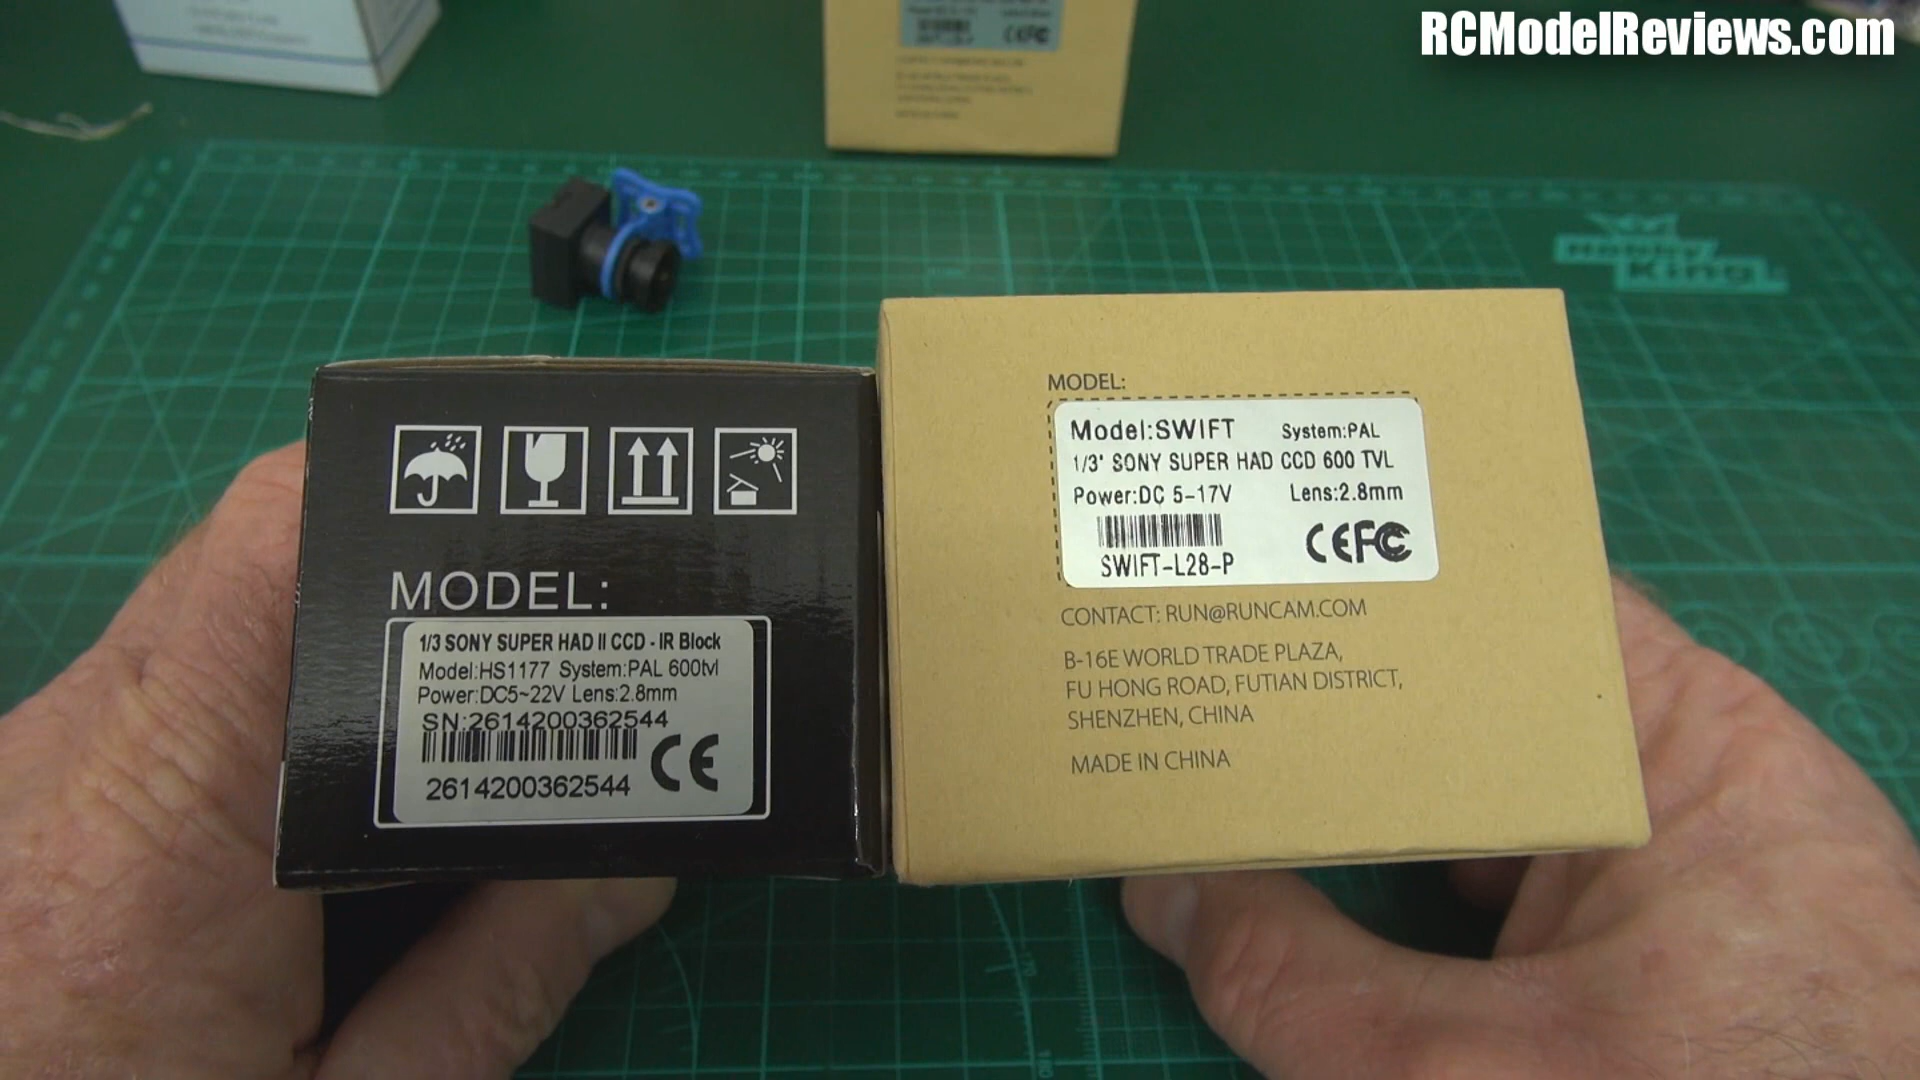 RCModelReviews.com
Hobby
King
MODEL:
1/3 SONY SUPER HAD II CCD - IR Block
Model:HS1177 System:PAL 600tvl
Power:DC5~22V Lens:2.8mm
SN:2614200362544
CE
2614200362544
MODEL:
Model:SWIFT System:PAL
1/3" SONY SUPER HAD CCD 600 TVL
Power:DC 5-17V Lens:2.8mm
CE FC
SWIFT-L28-P
CONTACT: RUN@RUNCAM.COM
B-16E WORLD TRADE PLAZA,
FU HONG ROAD, FUTIAN DISTRICT,
SHENZHEN, CHINA
MADE IN CHINA